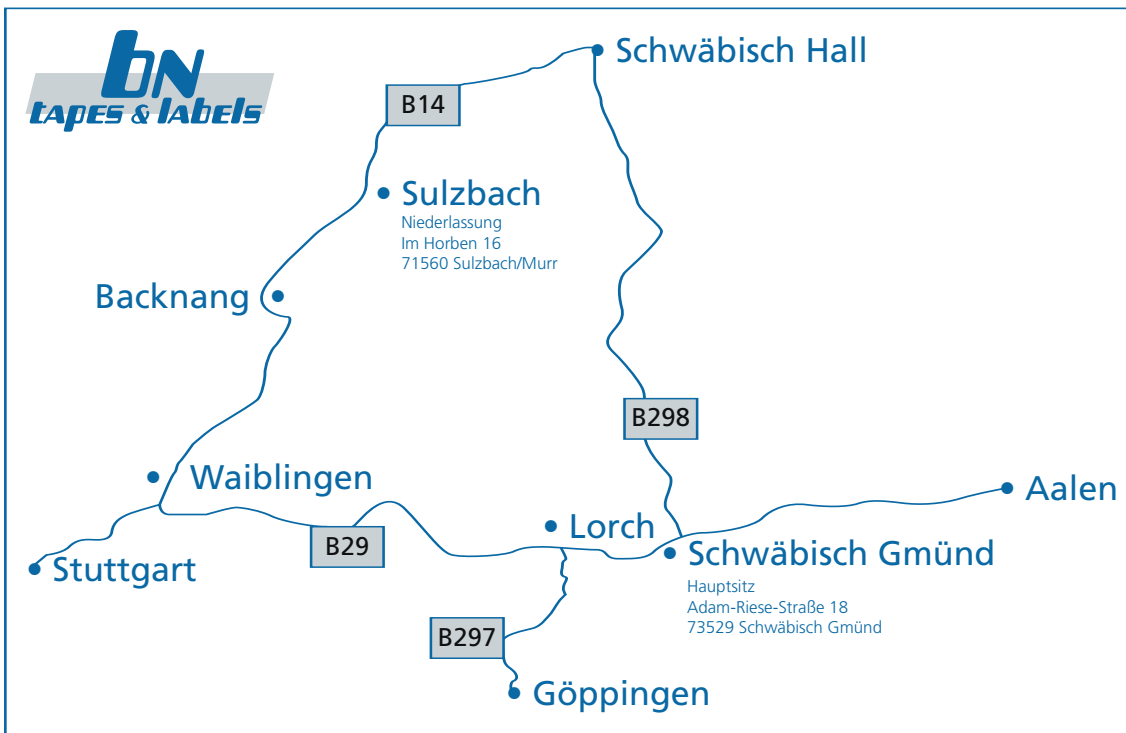 bn
tapes & labels
Schwäbisch Hall
B14
Sulzbach
Niederlassung
Im Horben 16
71560 Sulzbach/Murr
Backnang
B298
Waiblingen
Aalen
Lorch
B29
Schwäbisch Gmünd
Stuttgart
Hauptsitz
Adam-Riese-Straße 18
73529 Schwäbisch Gmünd
B297
Göppingen